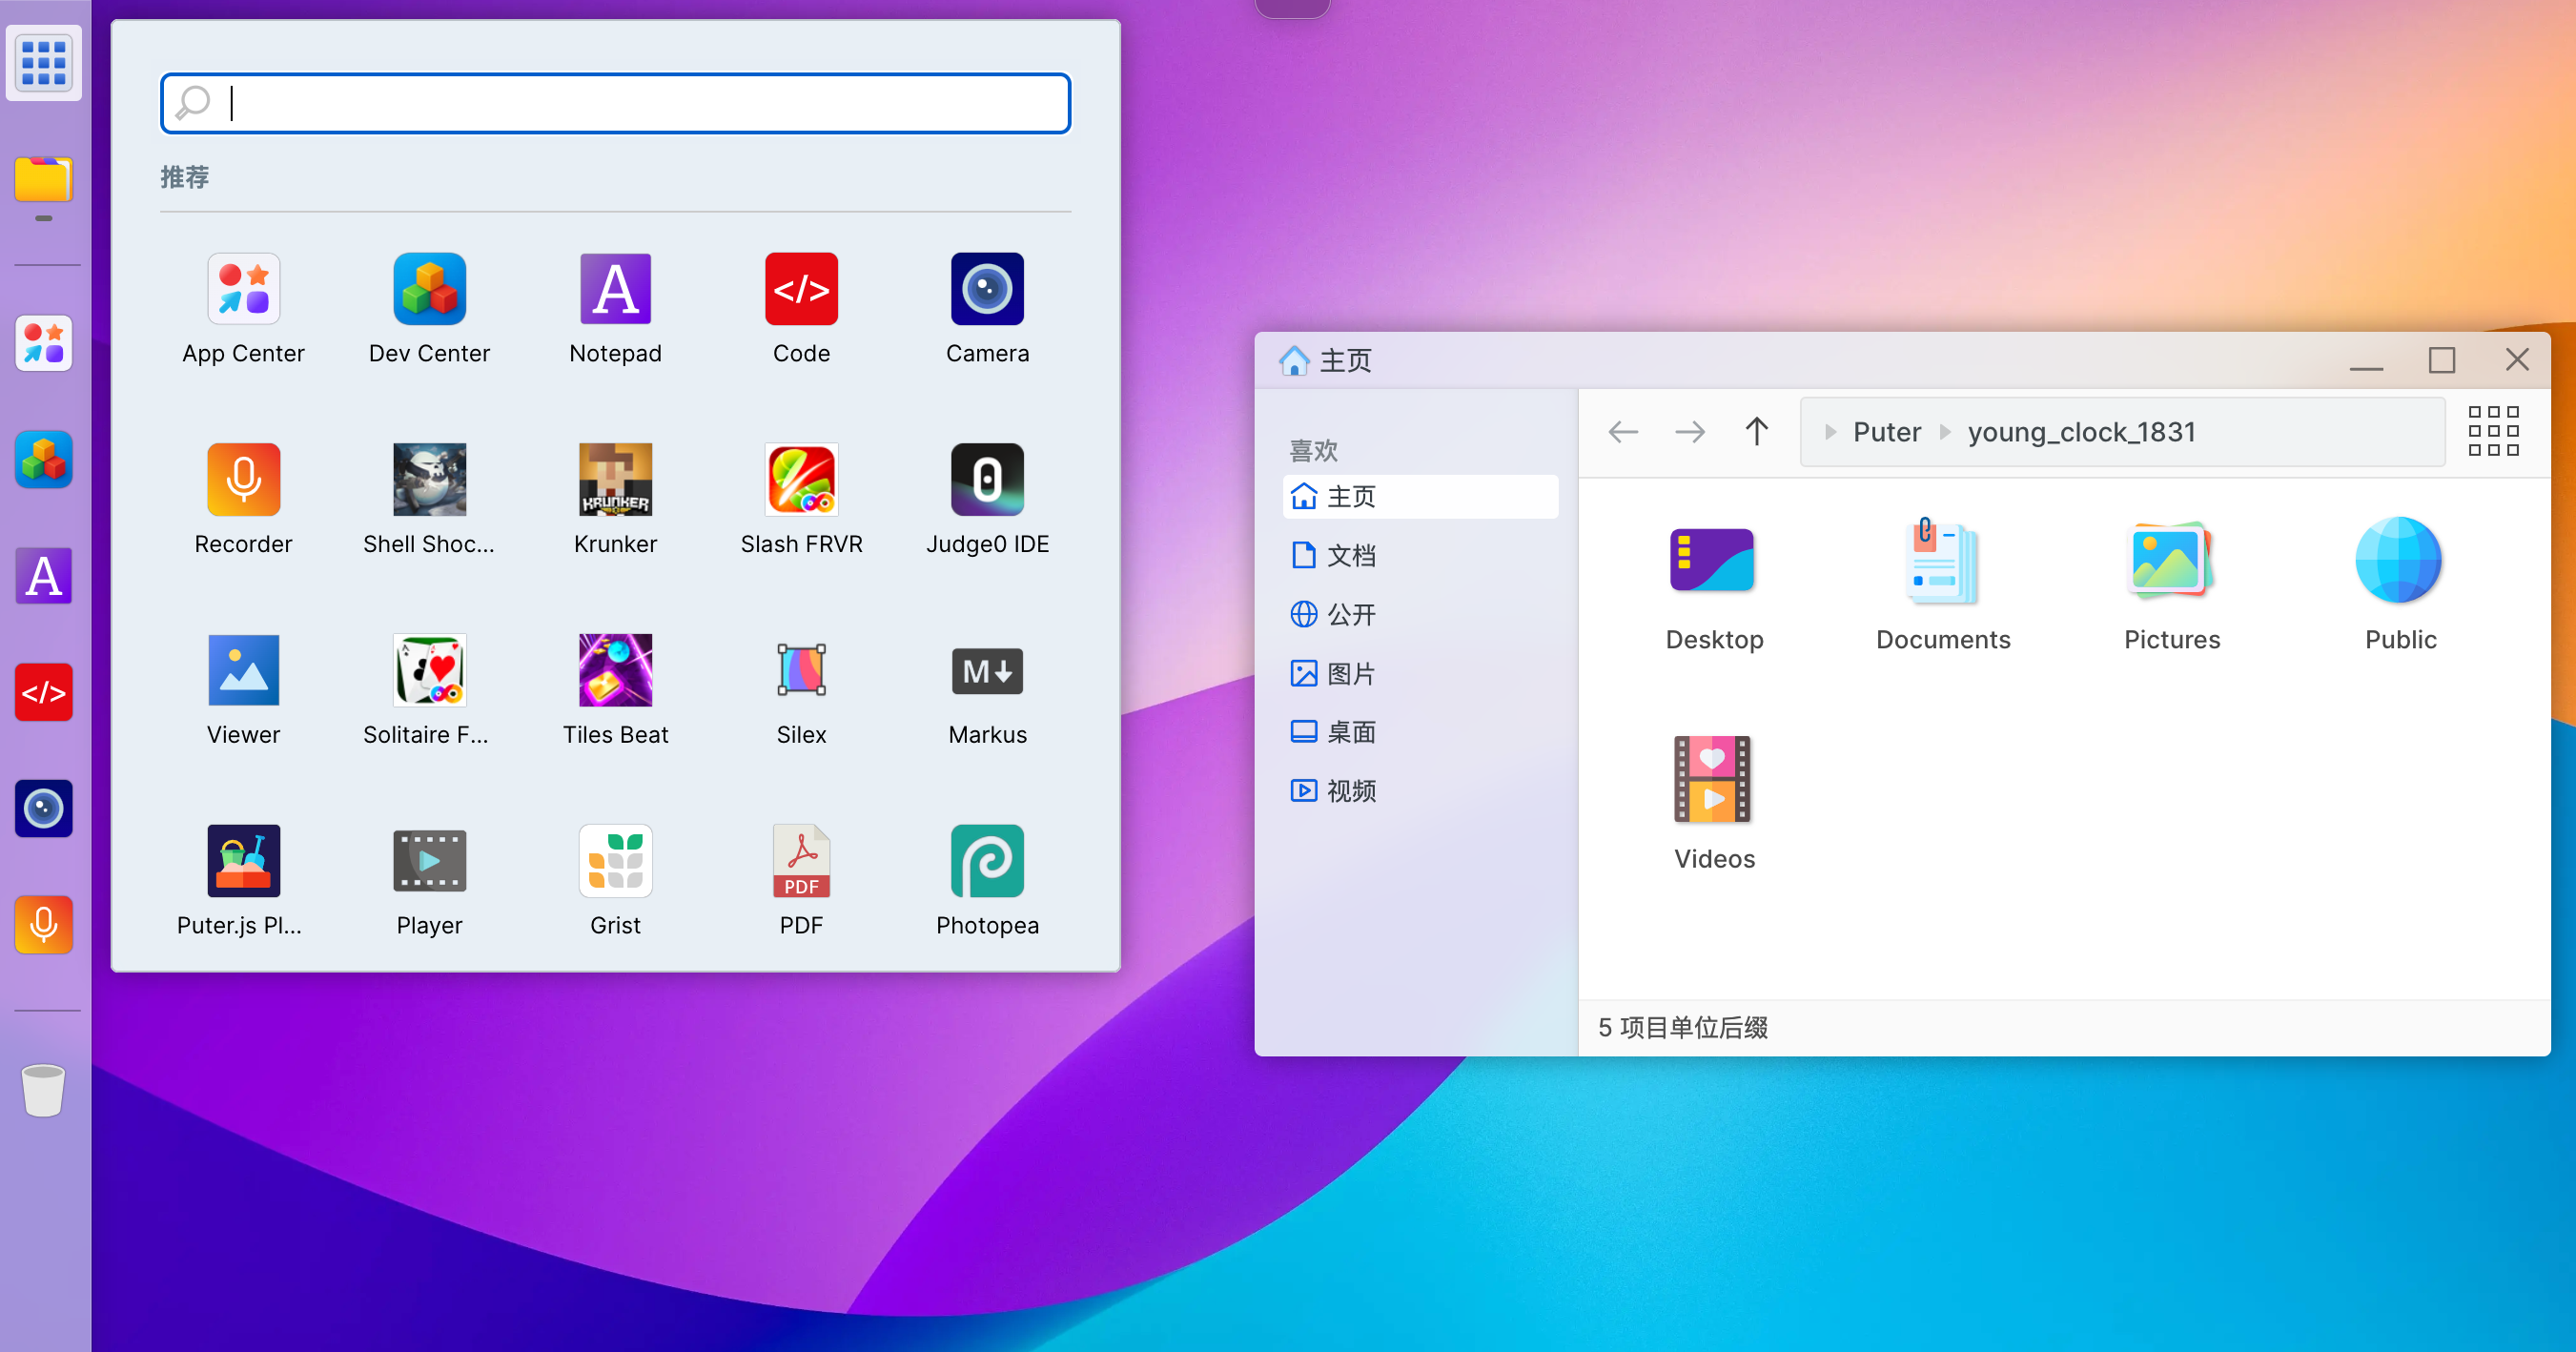 推荐
App Center
Dev Center
Notepad
Code
Camera
Recorder
Shell Shoc...
Krunker
Slash FRVR
Judge0 IDE
Viewer
Solitaire F...
Tiles Beat
Silex
Markus
Puter.js Pl...
Player
Grist
PDF
PDF
Photopea
KRUNKER
主页
喜欢
主页
文档
公开
图片
桌面
视频
Puter
young_clock_1831
Desktop
Documents
Pictures
Public
Videos
5 项目单位后缀